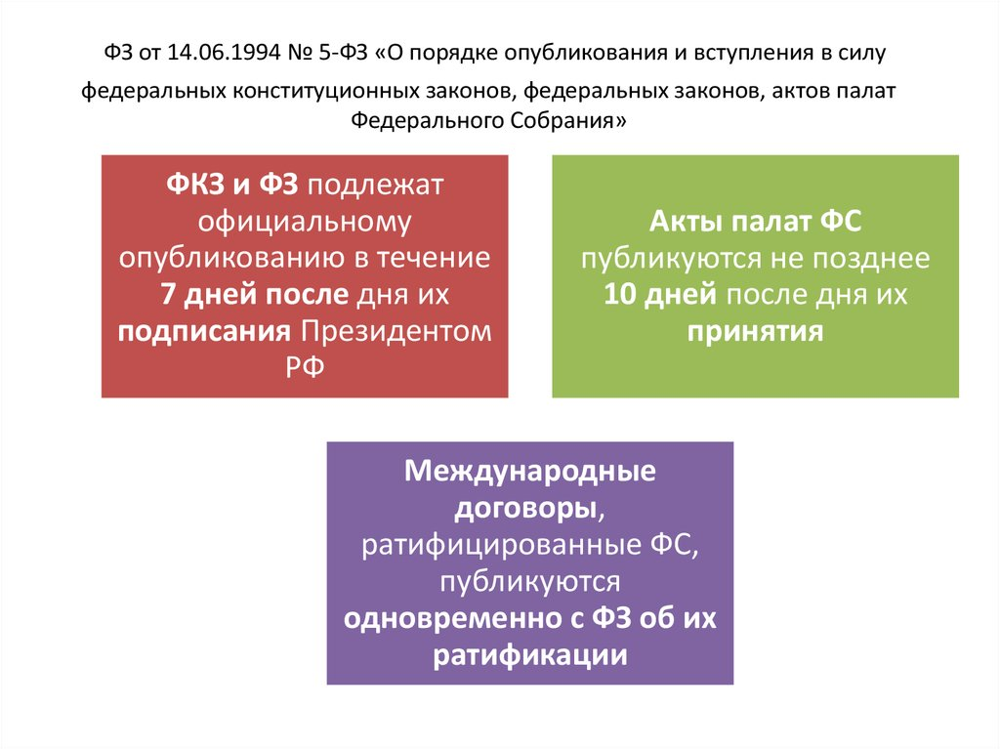 ФЗ от 14.06.1994 № 5-ФЗ «О порядке опубликования и вступления в силу
федеральных конституционных законов, федеральных законов, актов палат
Федерального Собрания»
ФКЗ и ФЗ подлежат
официальному
опубликованию в течение
7 дней после дня их
подписания Президентом
РФ
Акты палат ФС
публикуются не позднее
10 дней после дня их
принятия
Международные
договоры,
ратифицированные ФС,
публикуются
одновременно с ФЗ об их
ратификации